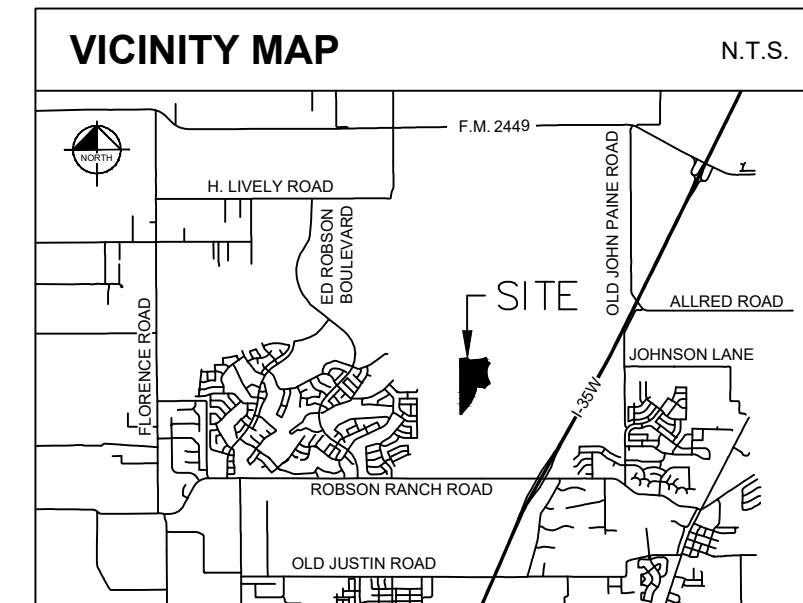 VICINITY MAP
N.T.S.
F.M. 2449
NORTH
H. LIVELY ROAD
ED ROBSON
BOULEVARD
OLD JOHN PAINE ROAD
SITE
ALLRED ROAD
FLORENCE ROAD
JOHNSON LANE
I-35W
ROBSON RANCH ROAD
OLD JUSTIN ROAD